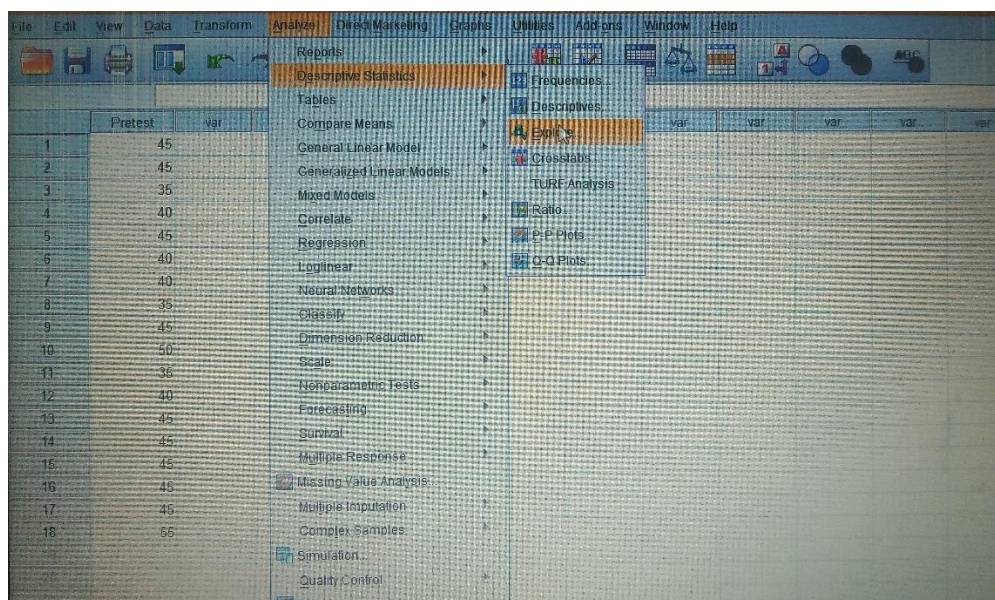 File Edit View Data Transform Analyze Direct Marketing Graphs Utilities Add-ons Window Help
Reports
Descriptive Statistics
Tables
Compare Means
General Linear Model
Generalized Linear Models
Mixed Models
Correlate
Regression
Loglinear
Neural Networks
Classify
Dimension Reduction
Scale
Nonparametric Tests
Forecasting
Survival
Multiple Response
Missing Value Analysis...
Multiple Imputation
Complex Samples
Simulation...
Quality Control
Frequencies...
Descriptives...
Explore...
Crosstabs...
TURF Analysis
Ratio...
P-P Plots...
Q-Q Plots...
Pretest var var var var var
1 45
2 45
3 35
4 40
5 45
6 40
7 40
8 35
9 45
10 50
11
12 40
13 45
14 45
15 45
16 45
17 45
18 55